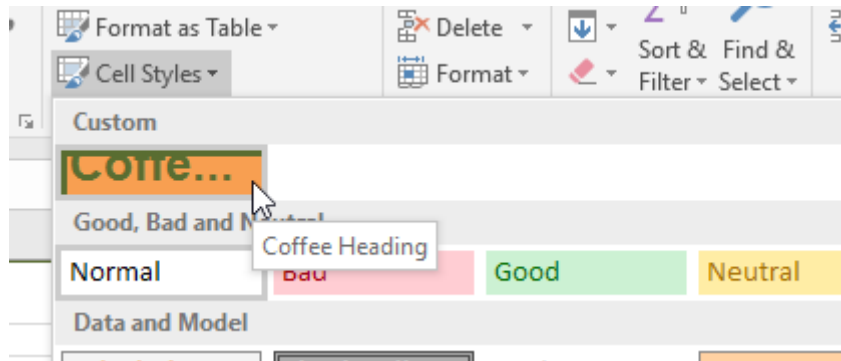 Format as Table
Delete
Cell Styles
Format
Sort & Filter
Find & Select
Custom
Coffe...
Good, Bad and
Coffee Heading
Normal
Bad
Good
Neutral
Data and Model